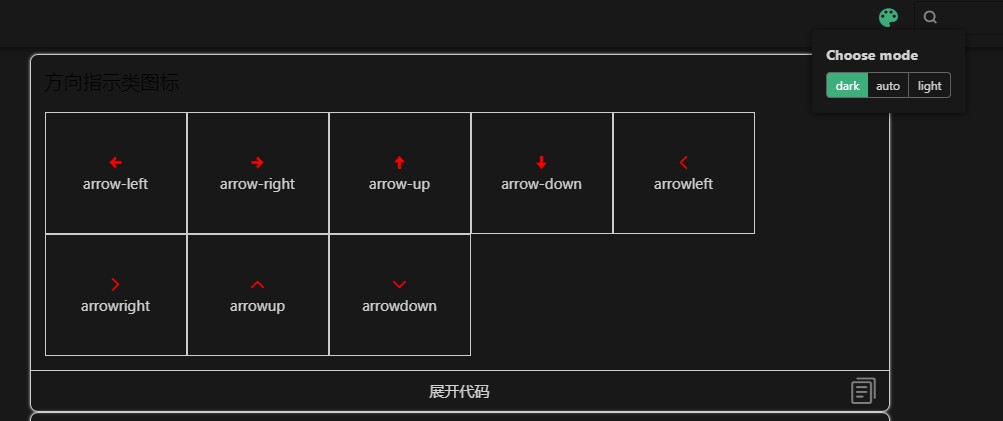 Choose mode
dark auto light
方向指示类图标
arrow-left arrow-right arrow-up arrow-down arrowleft
arrowright arrowup arrowdown
展开代码